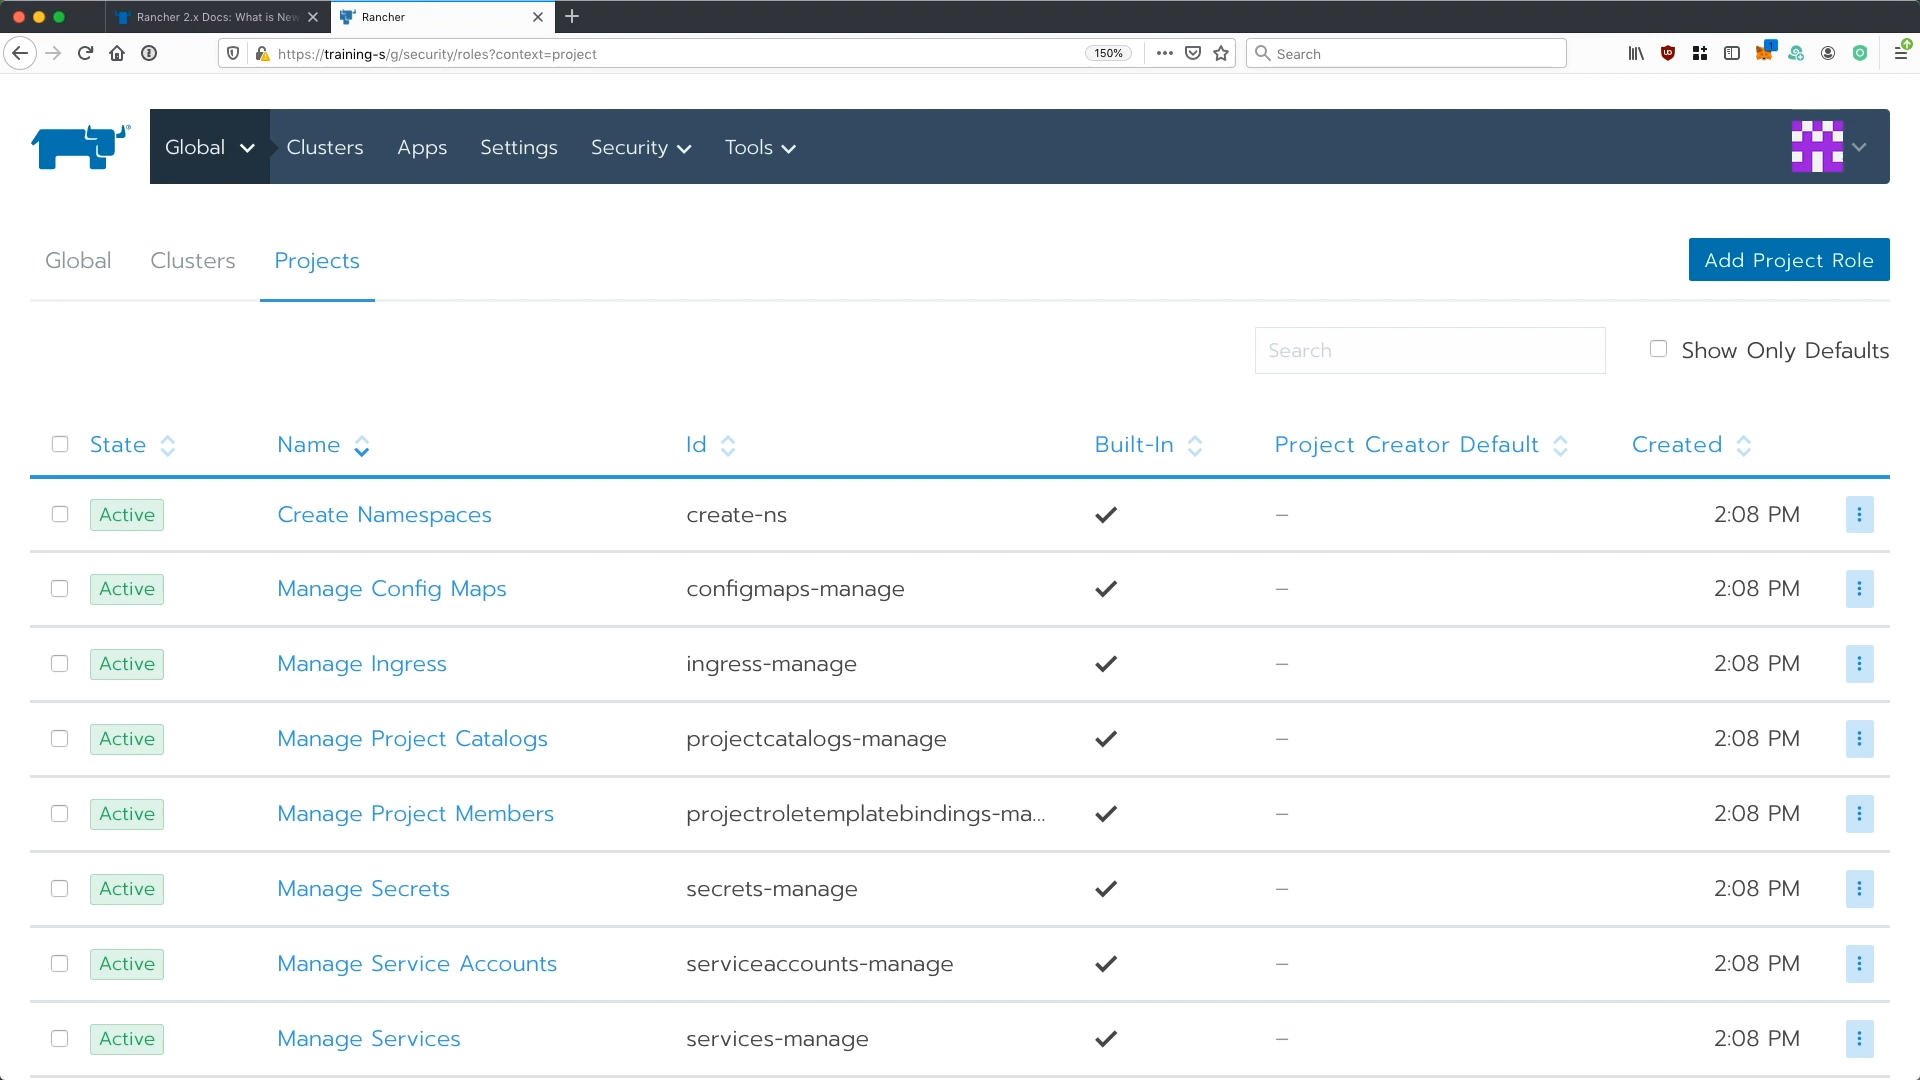 Rancher 2.x Docs: What is New
Rancher
https://training-s/g/security/roles?context=project
150%
Search
Global
Clusters
Apps
Settings
Security
Tools
Global
Clusters
Projects
Add Project Role
Search
Show Only Defaults
State
Name
Id
Built-In
Project Creator Default
Created
Active Create Namespaces create-ns – 2:08 PM
Active Manage Config Maps configmaps-manage – 2:08 PM
Active Manage Ingress ingress-manage – 2:08 PM
Active Manage Project Catalogs projectcatalogs-manage – 2:08 PM
Active Manage Project Members projectroletemplatebindings-ma... – 2:08 PM
Active Manage Secrets secrets-manage – 2:08 PM
Active Manage Service Accounts serviceaccounts-manage – 2:08 PM
Active Manage Services services-manage – 2:08 PM